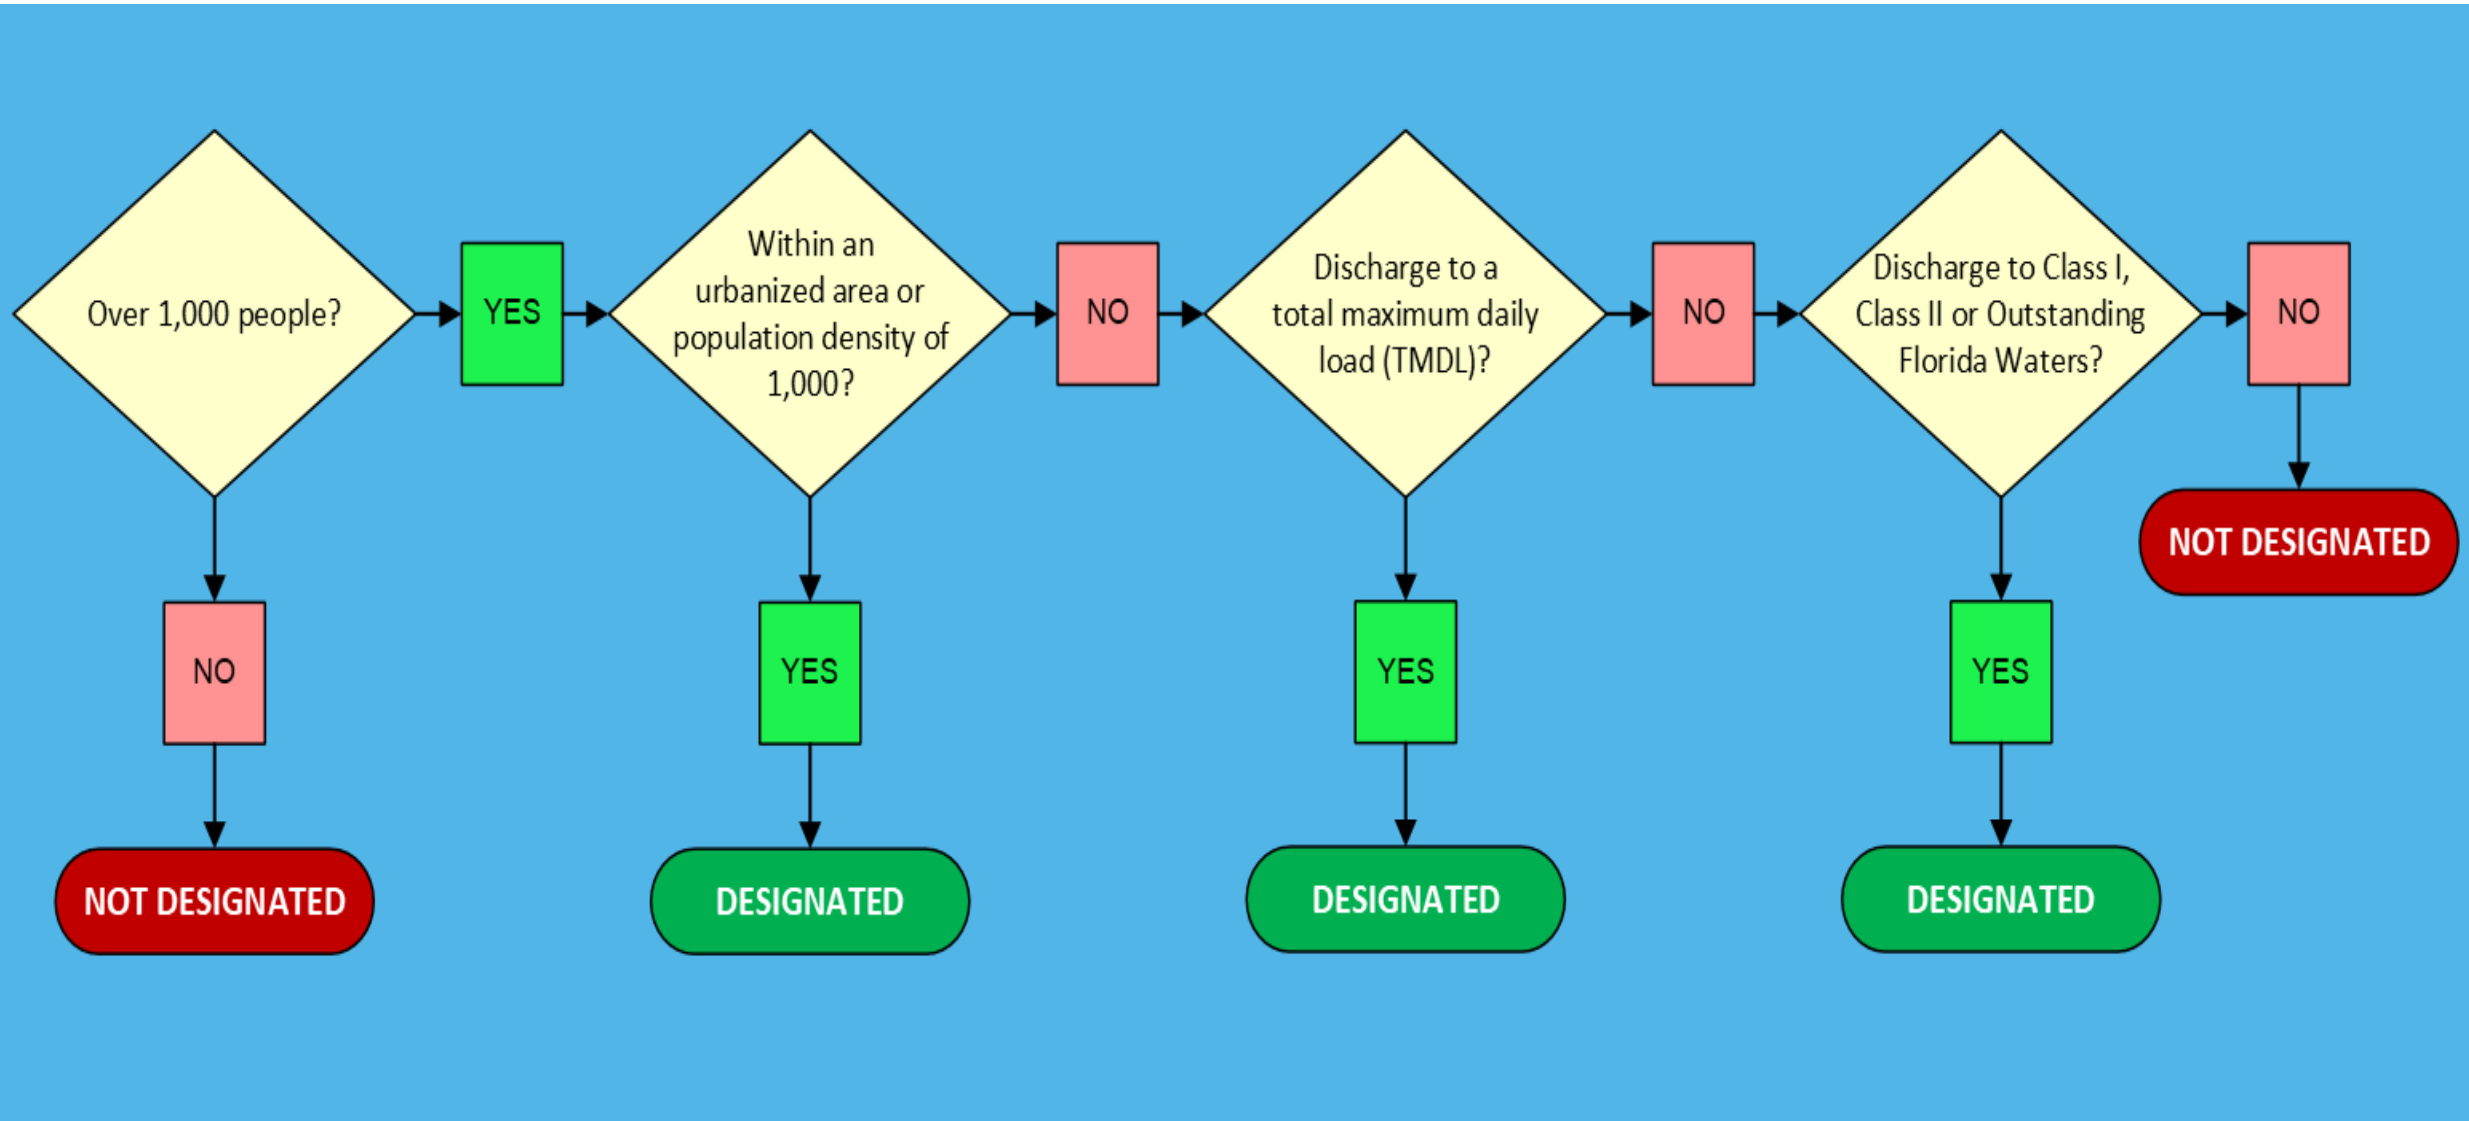 Over 1,000 people?
YES
Within an
urbanized area or
population density of
1,000?
NO
Discharge to a
total maximum daily
load (TMDL)?
NO
Discharge to Class I,
Class II or Outstanding
Florida Waters?
NO
NOT DESIGNATED
NO
YES
YES
YES
NOT DESIGNATED
DESIGNATED
DESIGNATED
DESIGNATED